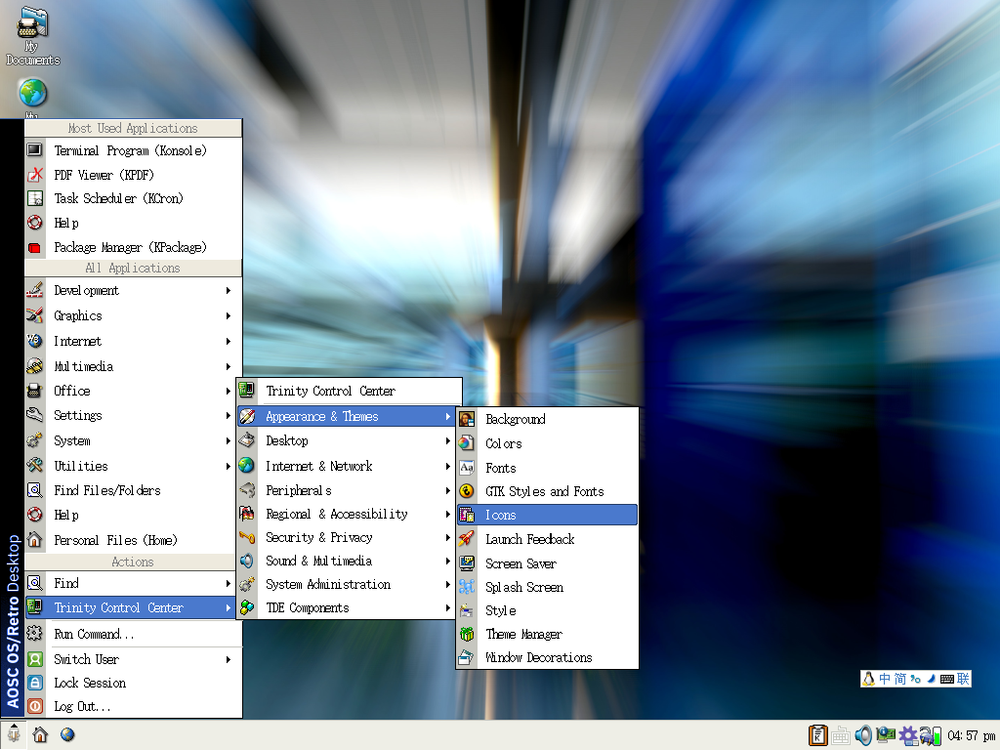 My
Documents
My
Most Used Applications
Terminal Program (Konsole)
PDF Viewer (KPDF)
Task Scheduler (KCron)
Help
Package Manager (KPackage)
All Applications
Development
Graphics
Internet
Multimedia
Office
Settings
System
Utilities
Find Files/Folders
Help
Personal Files (Home)
Actions
Find
Trinity Control Center
Run Command...
Switch User
Lock Session
Log Out...
AOSC OS/Retro Desktop
Trinity Control Center
Appearance & Themes
Desktop
Internet & Network
Peripherals
Regional & Accessibility
Security & Privacy
Sound & Multimedia
System Administration
TDE Components
Background
Colors
Fonts
GTK Styles and Fonts
Icons
Launch Feedback
Screen Saver
Splash Screen
Style
Theme Manager
Window Decorations
中 简 联
04:57 pm